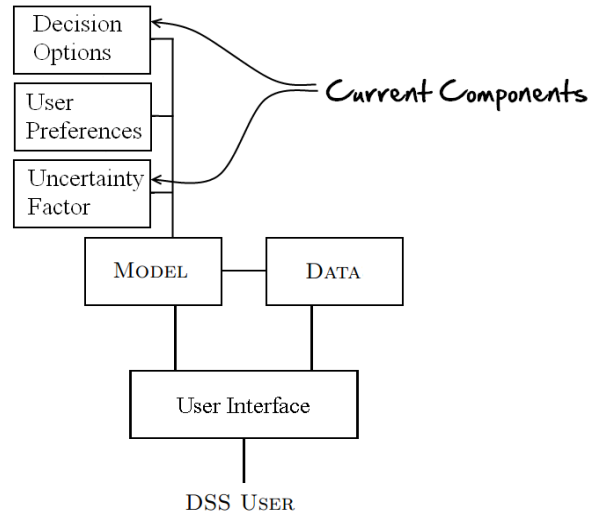 Decision
Options
User
Preferences
Uncertainty
Factor
Current Components
MODEL
DATA
User Interface
DSS USER